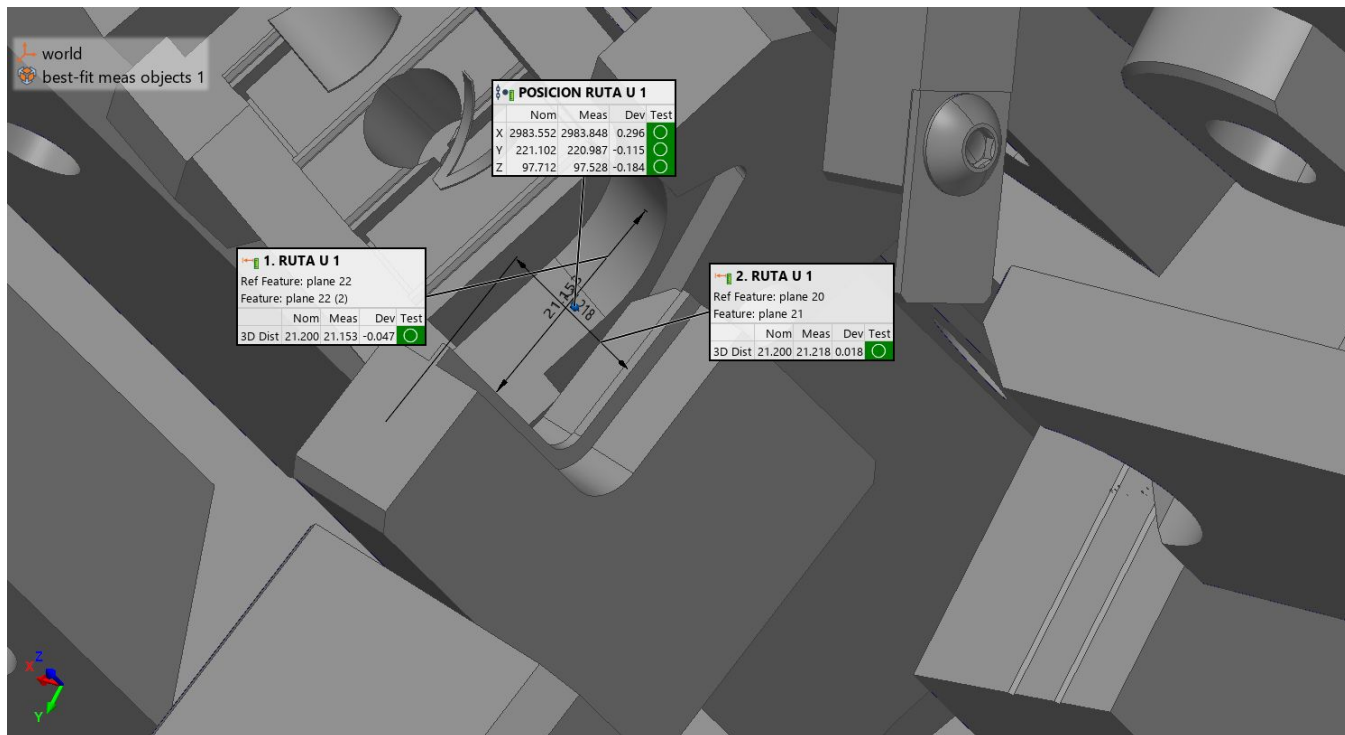 world
best-fit meas objects 1
POSICION RUTA U 1
Nom Meas Dev Test
X 2983.552 2983.848 0.296
Y 221.102 220.987 -0.115
Z 97.712 97.528 -0.184
1. RUTA U 1
Ref Feature: plane 22
Feature: plane 22 (2)
Nom Meas Dev Test
3D Dist 21.200 21.153 -0.047
2. RUTA U 1
Ref Feature: plane 20
Feature: plane 21
Nom Meas Dev Test
3D Dist 21.200 21.218 0.018
21.153
Z
X
Y